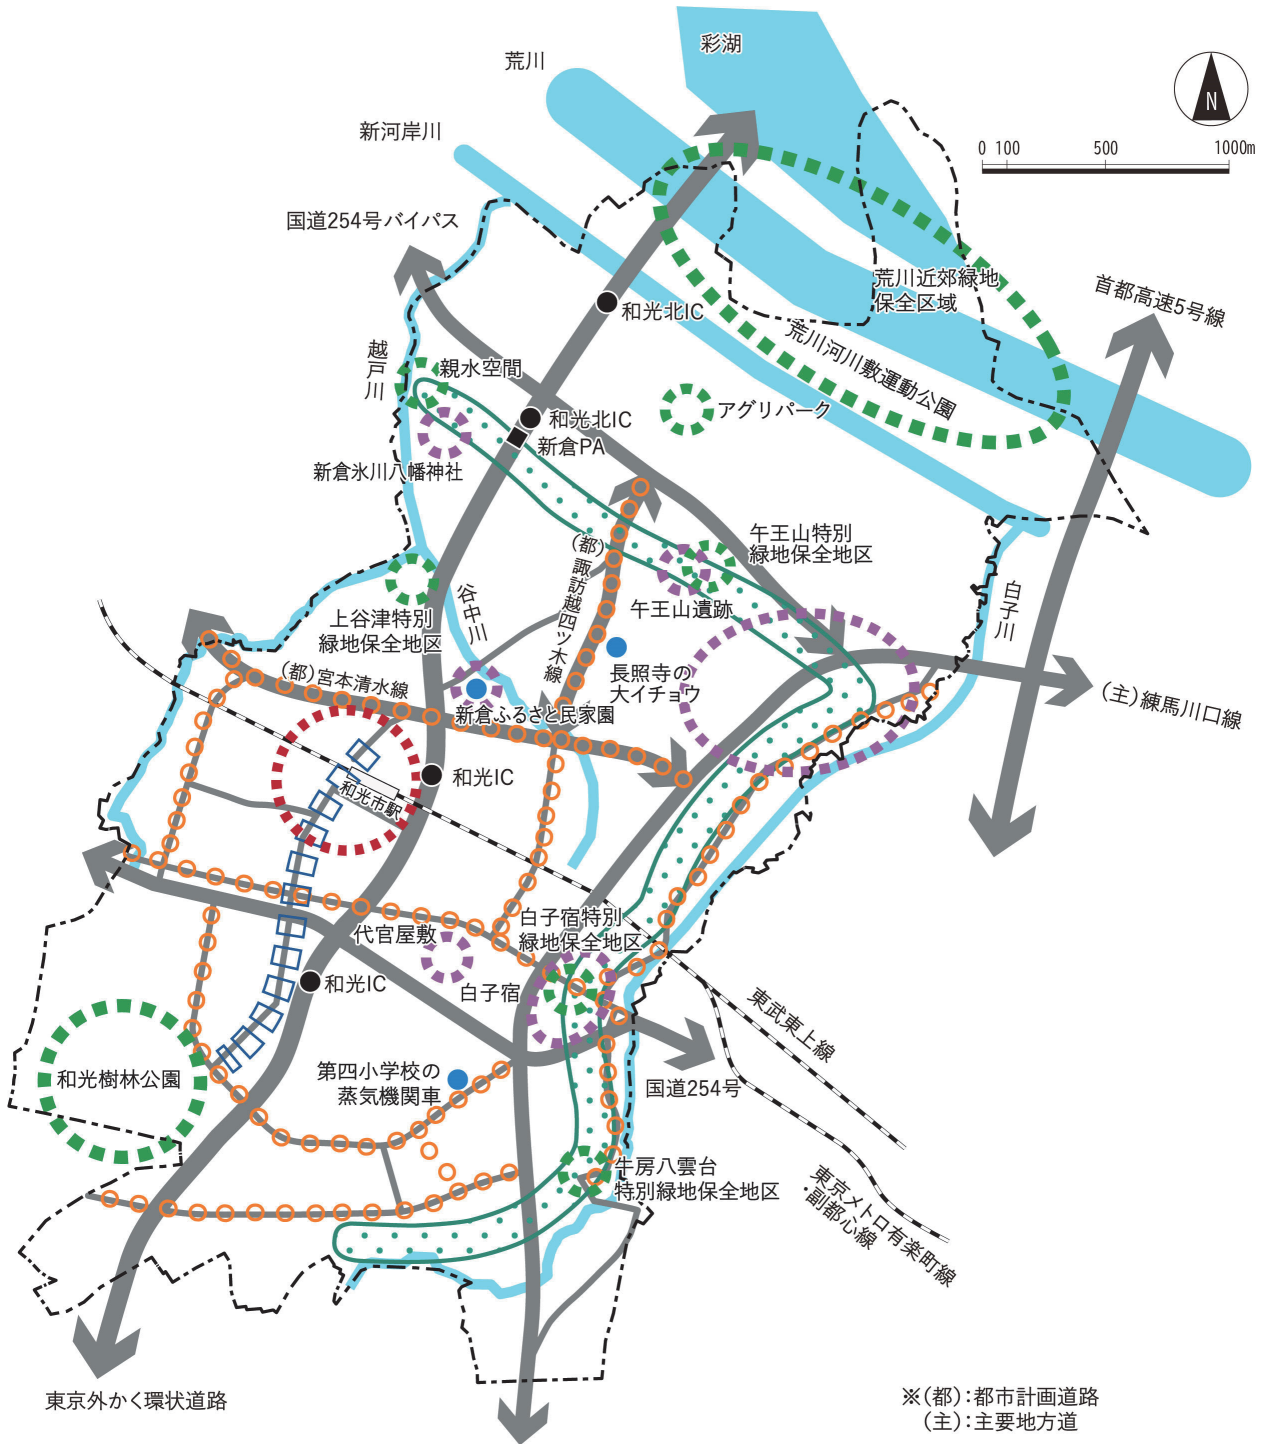 彩湖
荒川
N
新河岸川
0 100 500 1000m
国道254号バイパス
荒川近郊緑地
保全区域
首都高速5号線
和光北IC
荒川河川敷運動公園
越戸川
親水空間
アグリパーク
和光北IC
新倉PA
新倉氷川八幡神社
(都)諏訪越四ツ木線
午王山特別
緑地保全地区
谷中川
白子川
上谷津特別
緑地保全地区
午王山遺跡
長照寺の
大イチョウ
(都)宮本清水線
(主)練馬川口線
新倉ふるさと民家園
和光市駅
和光IC
白子宿特別
緑地保全地区
代官屋敷
和光IC
白子宿
東武東上線
和光樹林公園
第四小学校の
蒸気機関車
国道254号
牛房八雲台
特別緑地保全地区
東京メトロ有楽町線
・副都心線
東京外かく環状道路
※(都):都市計画道路
(主):主要地方道